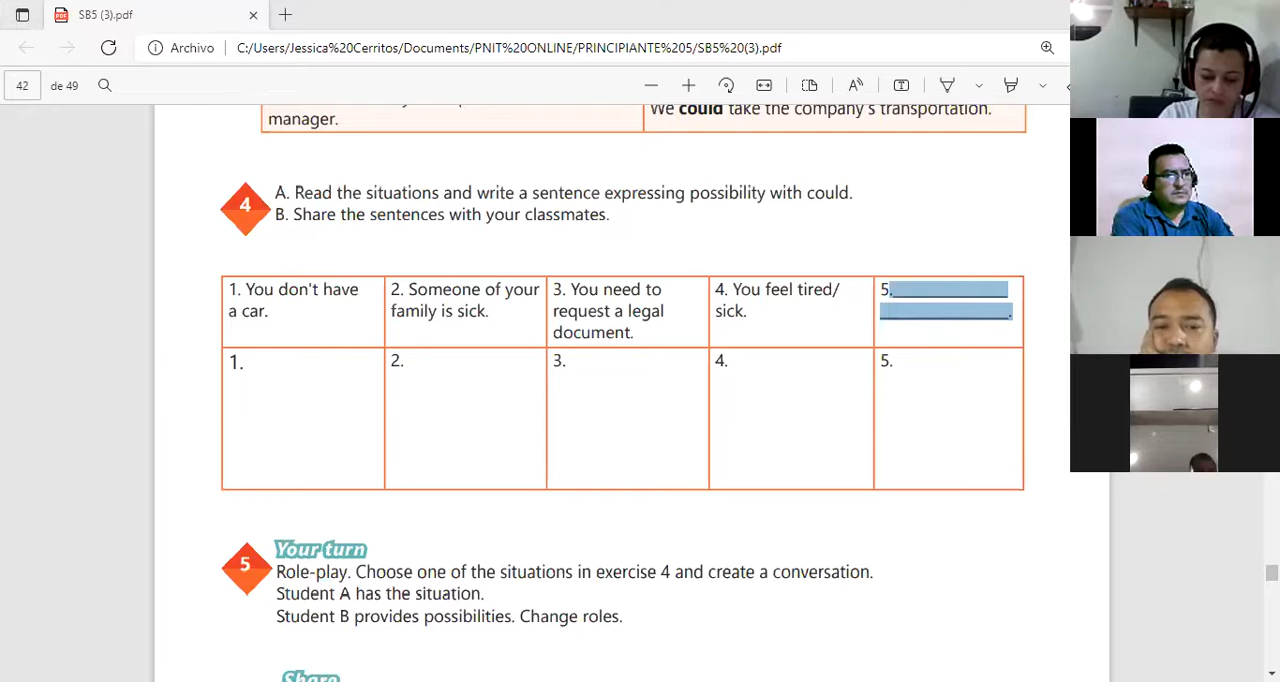 SB5 (3).pdf
Archivo
C:/Users/Jessica%20Cerritos/Documents/PNIT%20ONLINE/PRINCIPIANTE%205/SB5%20(3).pdf
42
de 49
manager.
We could take the company's transportation.
4
A. Read the situations and write a sentence expressing possibility with could.
B. Share the sentences with your classmates.
1. You don't have
a car.
2. Someone of your
family is sick.
3. You need to
request a legal
document.
4. You feel tired/
sick.
5.______________
________________.
1.
2.
3.
4.
5.
5
Your turn
Role-play. Choose one of the situations in exercise 4 and create a conversation.
Student A has the situation.
Student B provides possibilities. Change roles.
Share